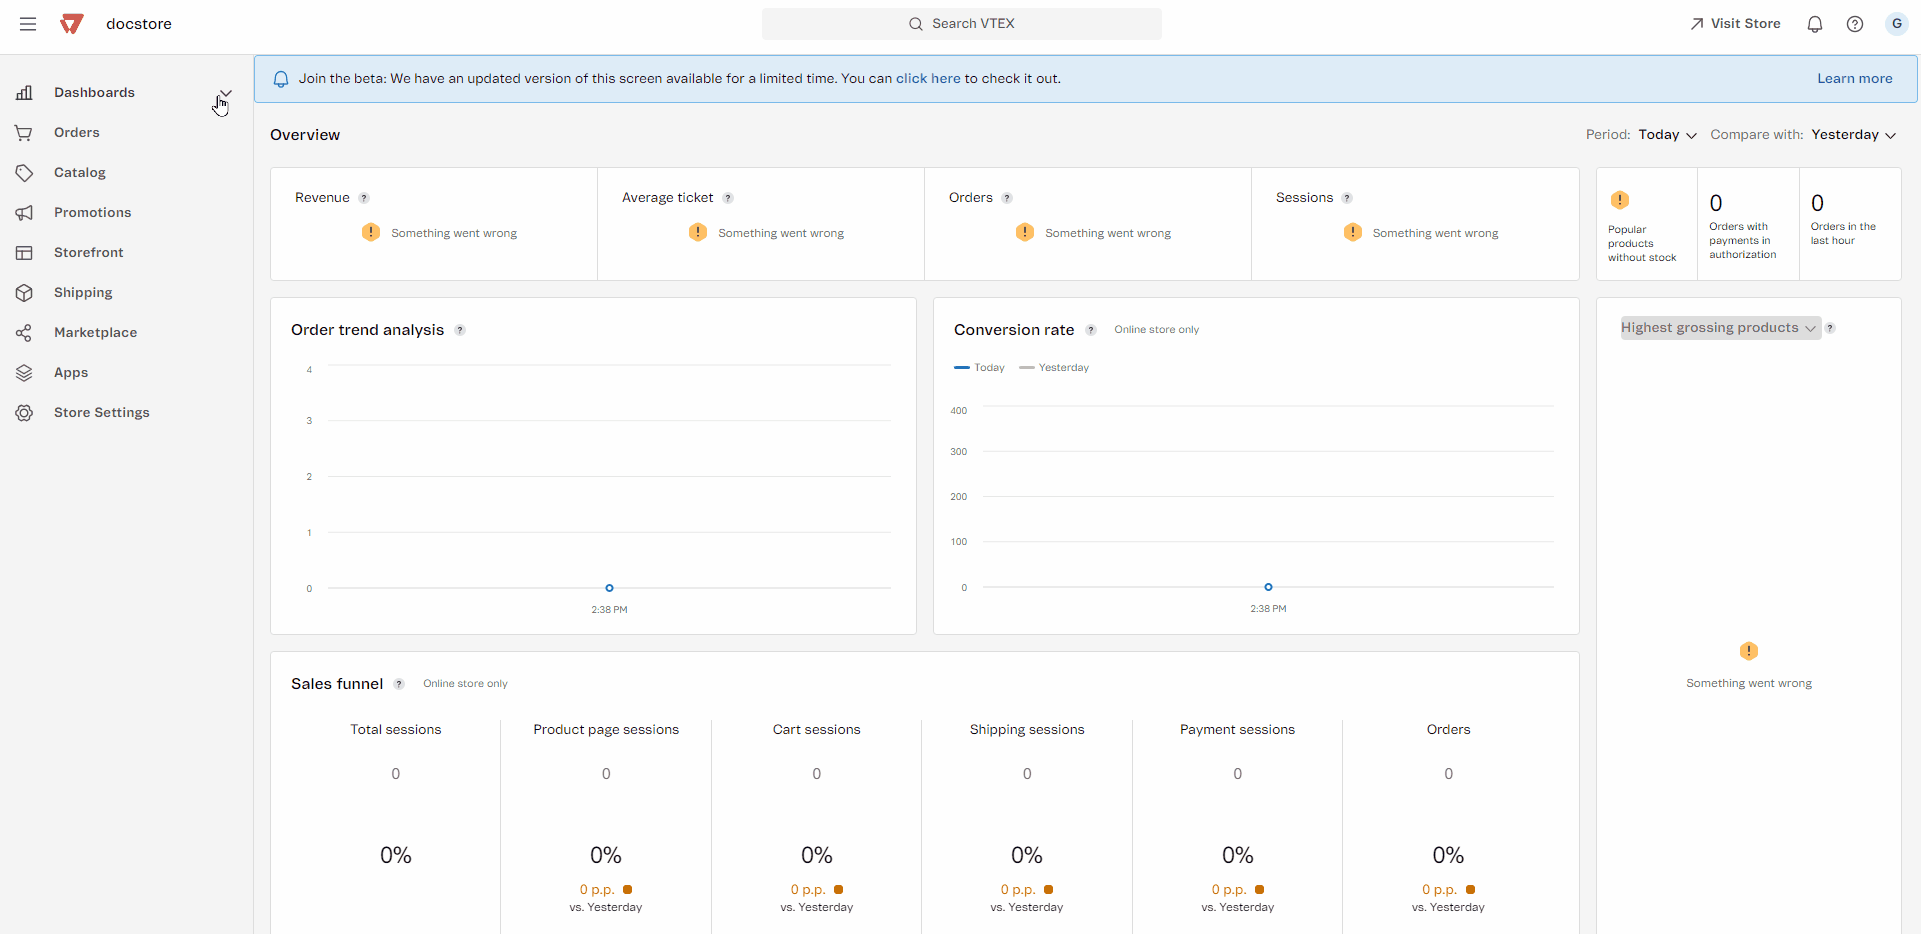 docstore
Search VTEX
Visit Store
G
Dashboards
Orders
Catalog
Promotions
Storefront
Shipping
Marketplace
Apps
Store Settings
Join the beta: We have an updated version of this screen available for a limited time. You can click here to check it out.
Learn more
Overview
Period: Today
Compare with: Yesterday
Revenue ?
! Something went wrong
Average ticket ?
! Something went wrong
Orders ?
! Something went wrong
Sessions ?
! Something went wrong
!
Popular
products
without stock
0
Orders with
payments in
authorization
0
Orders in the
last hour
Order trend analysis ?
4
3
2
1
0
2:38 PM
Conversion rate ? Online store only
Today Yesterday
400
300
200
100
0
2:38 PM
Highest grossing products ?
!
Something went wrong
Sales funnel ? Online store only
Total sessions
0
0%
Product page sessions
0
0%
0 p.p.
vs. Yesterday
Cart sessions
0
0%
0 p.p.
vs. Yesterday
Shipping sessions
0
0%
0 p.p.
vs. Yesterday
Payment sessions
0
0%
0 p.p.
vs. Yesterday
Orders
0
0%
0 p.p.
vs. Yesterday